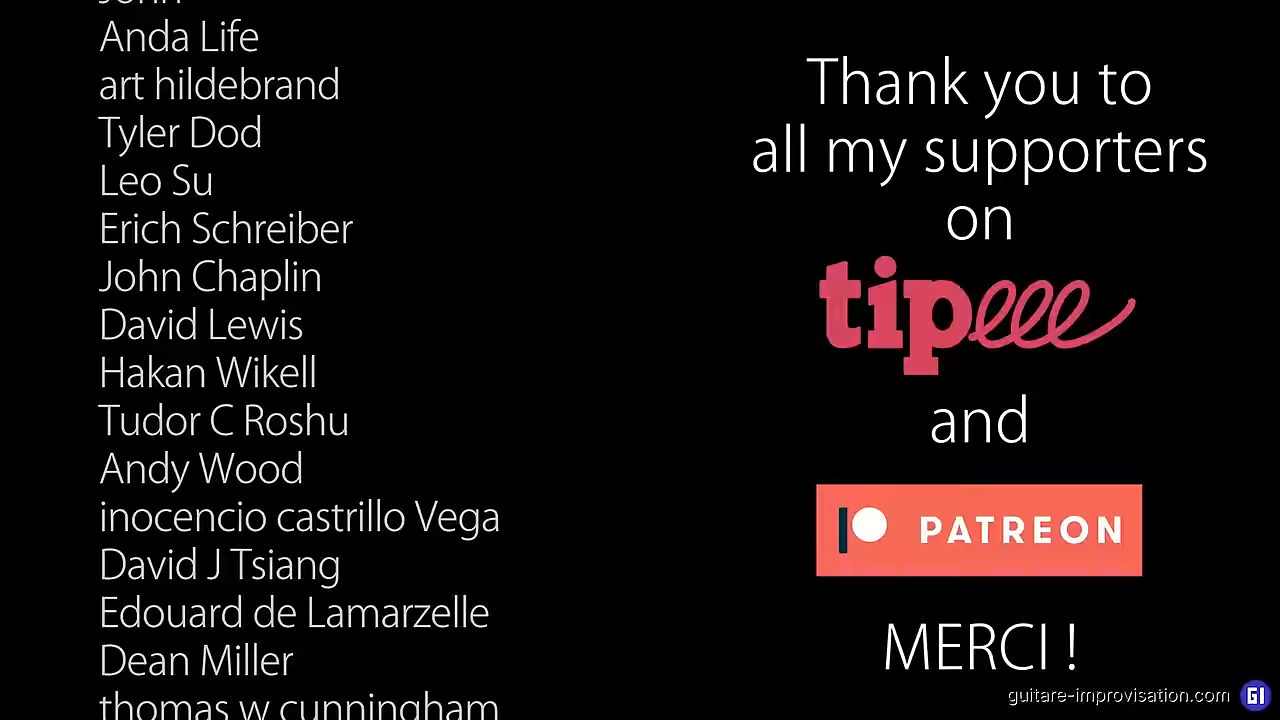 John
Anda Life
art hildebrand
Tyler Dod
Leo Su
Erich Schreiber
John Chaplin
David Lewis
Hakan Wikell
Tudor C Roshu
Andy Wood
inocencio castrillo Vega
David J Tsiang
Edouard de Lamarzelle
Dean Miller
thomas w cunningham
Thank you to
all my supporters
on
tipeee
and
PATREON
MERCI !
guitare-improvisation.com GI